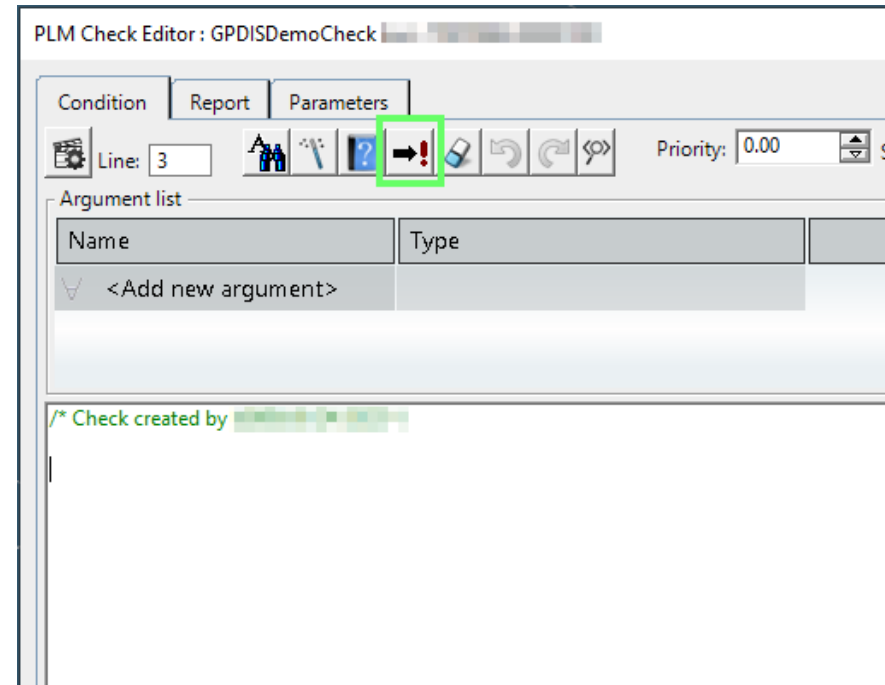 PLM Check Editor : GPDISDemoCheck
Condition Report Parameters
Line: 3 Priority: 0.00
Argument list
Name Type
<Add new argument>
/* Check created by